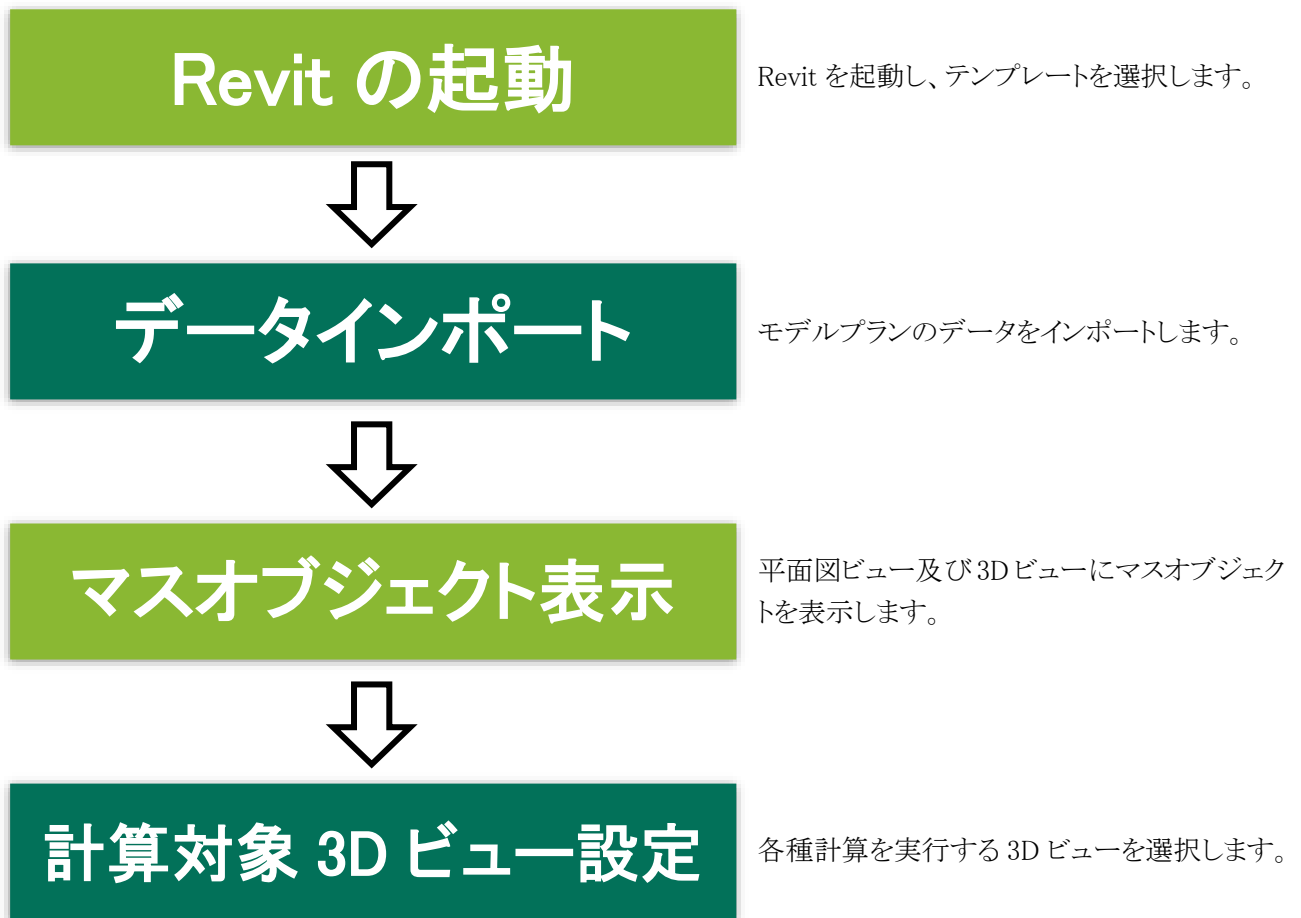 Revit の起動
Revit を起動し、テンプレートを選択します。
データインポート
モデルプランのデータをインポートします。
マスオブジェクト表示
平面図ビュー及び 3D ビューにマスオブジェク
トを表示します。
計算対象 3D ビュー設定
各種計算を実行する 3D ビューを選択します。